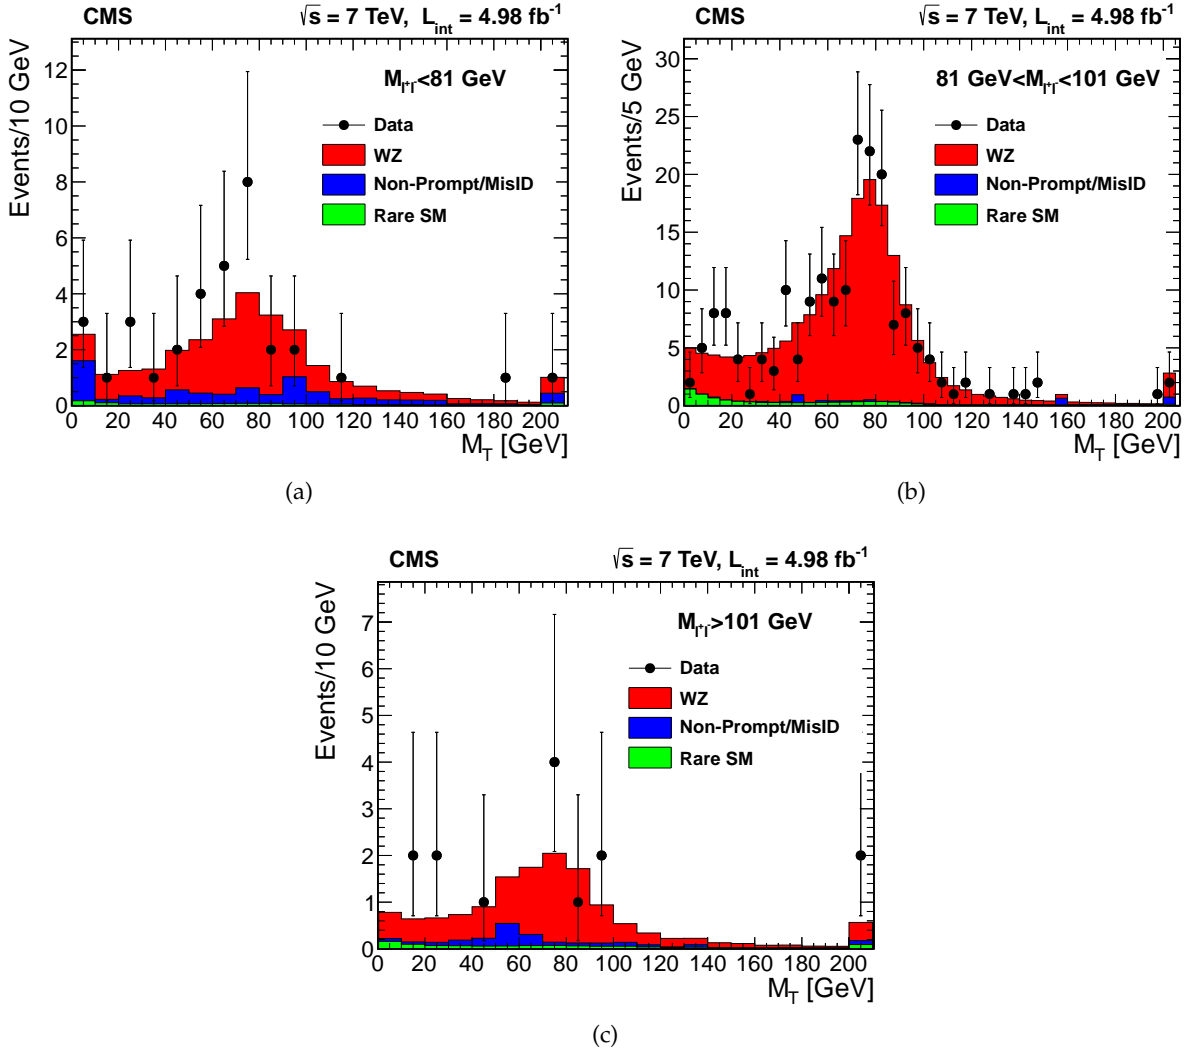 CMS √s = 7 TeV, L_int = 4.98 fb⁻¹
Events/10 GeV
M_l⁺l⁻<81 GeV
Data
WZ
Non-Prompt/MisID
Rare SM
12
10
8
6
4
2
0
0 20 40 60 80 100 120 140 160 180 200
M_T [GeV]
(a)
CMS √s = 7 TeV, L_int = 4.98 fb⁻¹
Events/5 GeV
81 GeV<M_l⁺l⁻<101 GeV
Data
WZ
Non-Prompt/MisID
Rare SM
30
25
20
15
10
5
0
0 20 40 60 80 100 120 140 160 180 200
M_T [GeV]
(b)
CMS √s = 7 TeV, L_int = 4.98 fb⁻¹
Events/10 GeV
M_l⁺l⁻>101 GeV
Data
WZ
Non-Prompt/MisID
Rare SM
7
6
5
4
3
2
1
0
0 20 40 60 80 100 120 140 160 180 200
M_T [GeV]
(c)